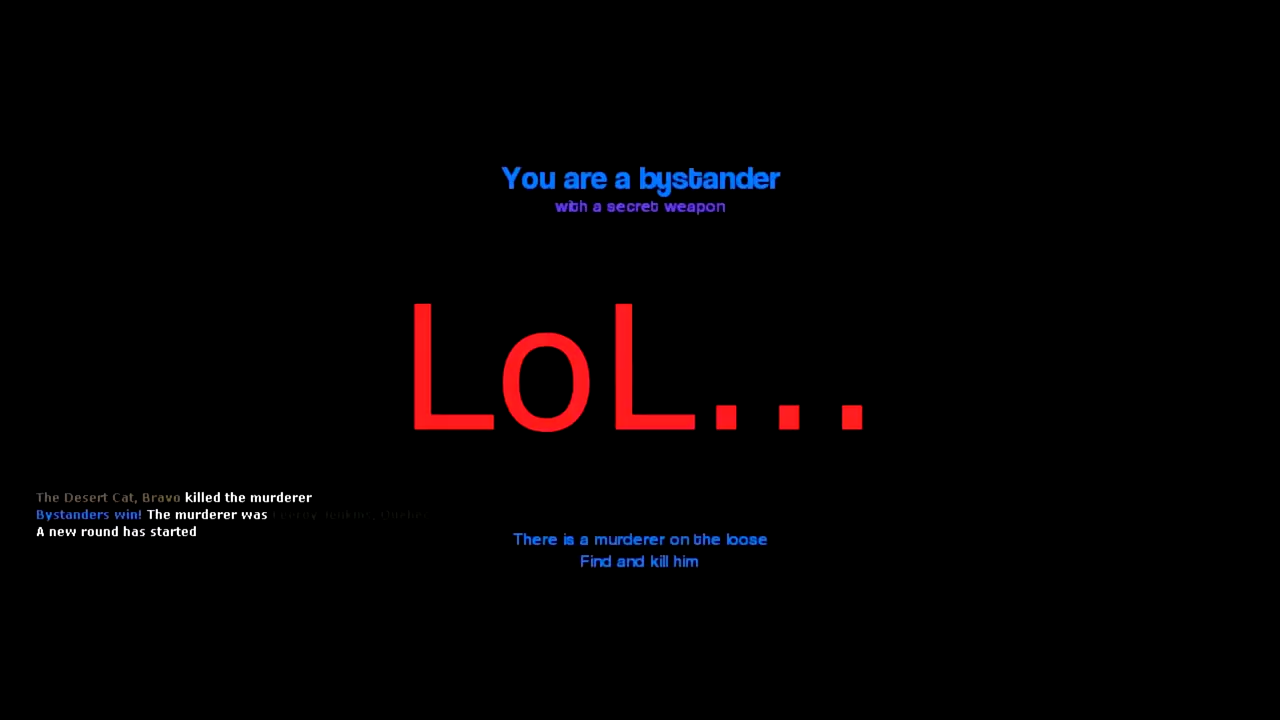 You are a bystander
with a secret weapon
LoL...
The Desert Cat, Bravo killed the murderer
Bystanders win! The murderer was
A new round has started
There is a murderer on the loose
Find and kill him